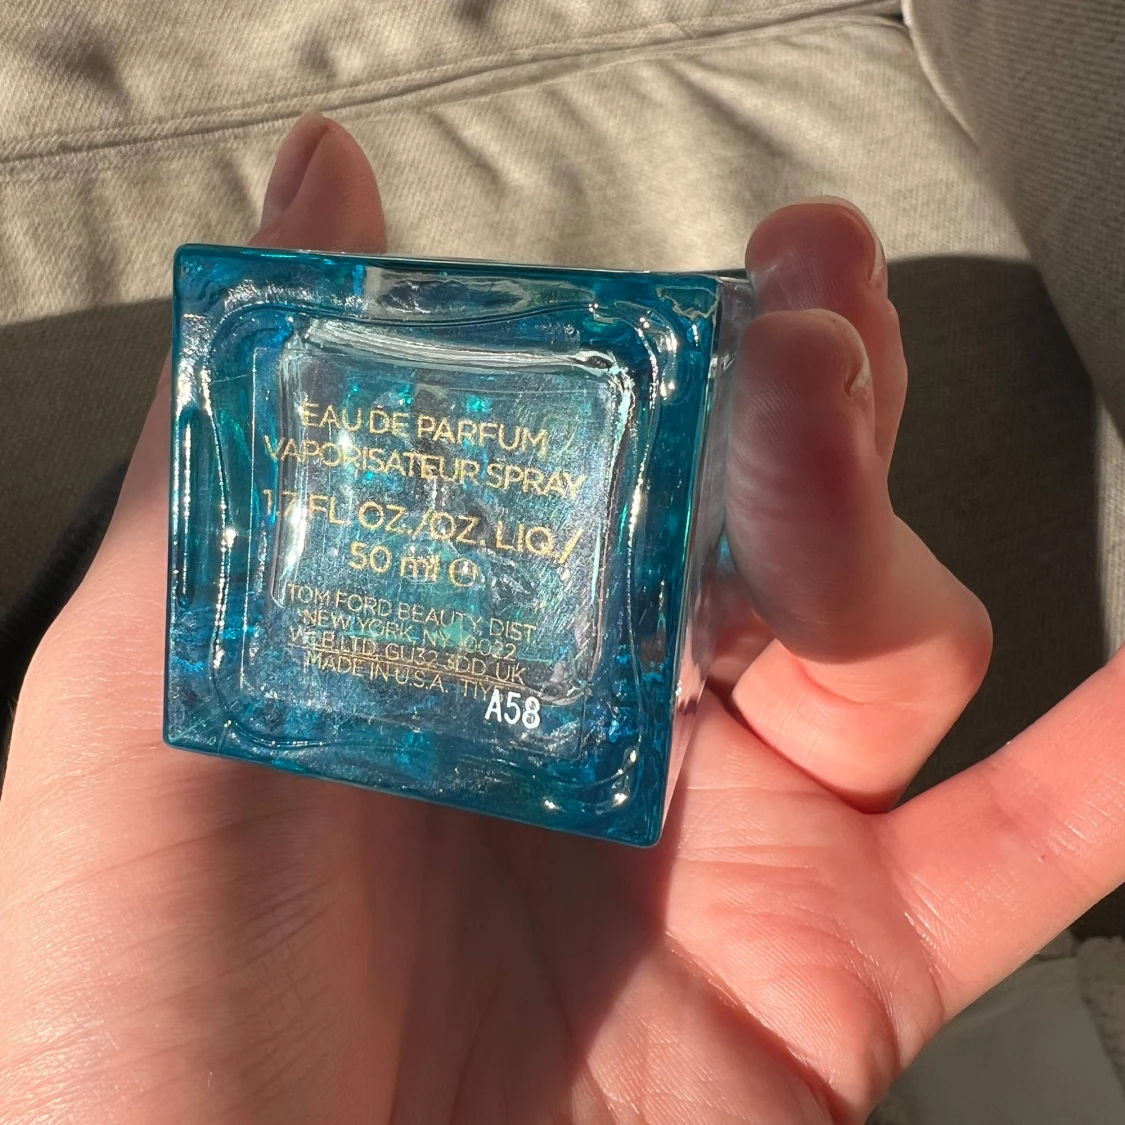 EAU DE PARFUM
VAPORISATEUR SPRAY
1.7 FL OZ./OZ. LIQ./
50 ml ℮
TOM FORD BEAUTY, DIST
NEW YORK, NY 10022
LTD. GU32 3DD, UK
MADE IN U.S.A.
A58